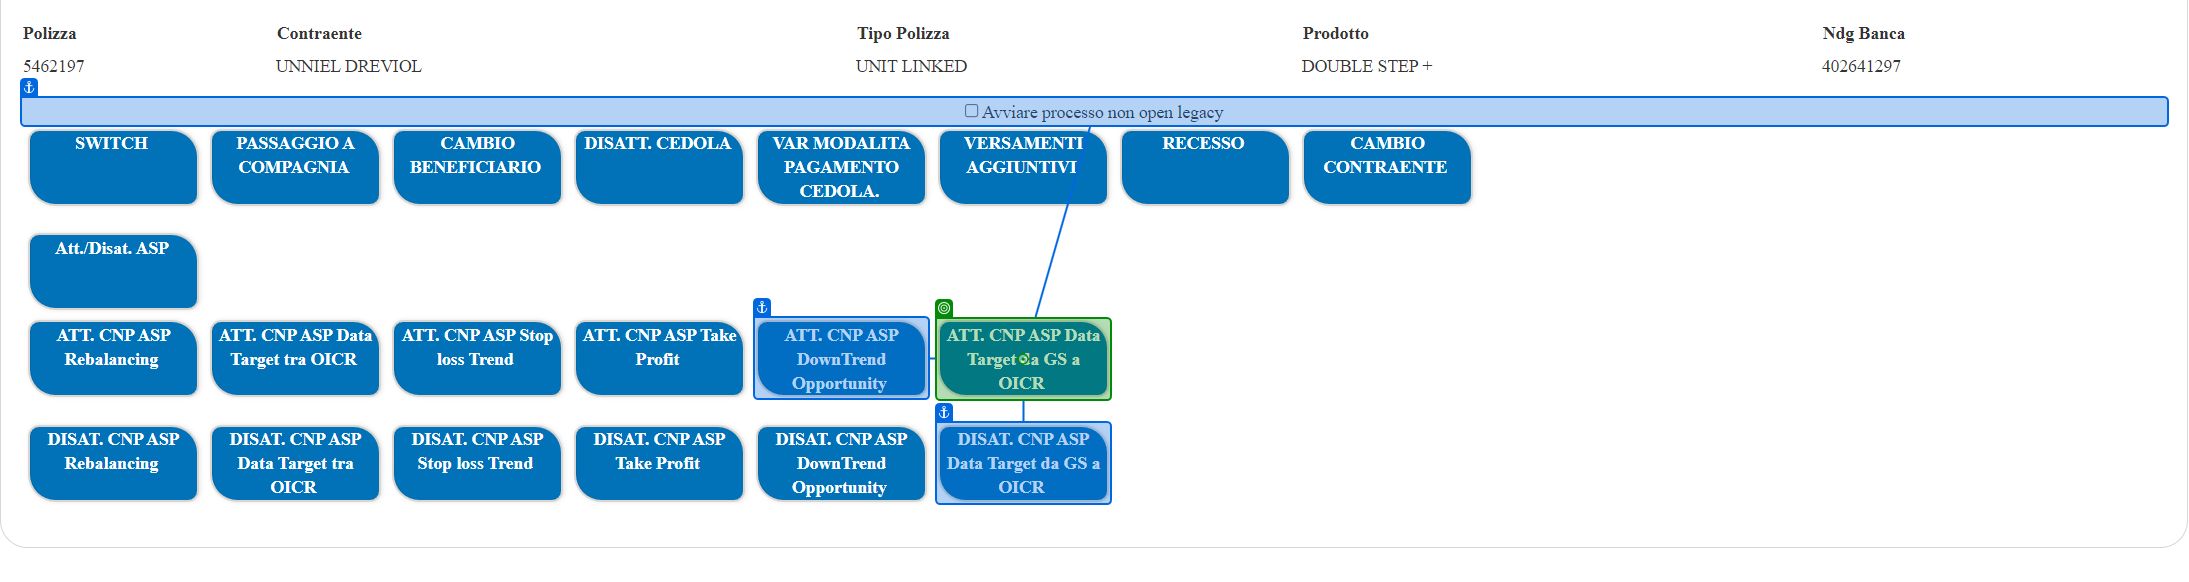 Polizza Contraente Tipo Polizza Prodotto Ndg Banca
5462197 UNNIEL DREVIOL UNIT LINKED DOUBLE STEP + 402641297
Avviare processo non open legacy
SWITCH
PASSAGGIO A
COMPAGNIA
CAMBIO
BENEFICIARIO
DISATT. CEDOLA
VAR MODALITA
PAGAMENTO
CEDOLA.
VERSAMENTI
AGGIUNTIVI
RECESSO
CAMBIO
CONTRAENTE
Att./Disat. ASP
ATT. CNP ASP
Rebalancing
ATT. CNP ASP Data
Target tra OICR
ATT. CNP ASP Stop
loss Trend
ATT. CNP ASP Take
Profit
ATT. CNP ASP
DownTrend
Opportunity
ATT. CNP ASP Data
Target da GS a
OICR
DISAT. CNP ASP
Rebalancing
DISAT. CNP ASP
Data Target tra
OICR
DISAT. CNP ASP
Stop loss Trend
DISAT. CNP ASP
Take Profit
DISAT. CNP ASP
DownTrend
Opportunity
DISAT. CNP ASP
Data Target da GS a
OICR